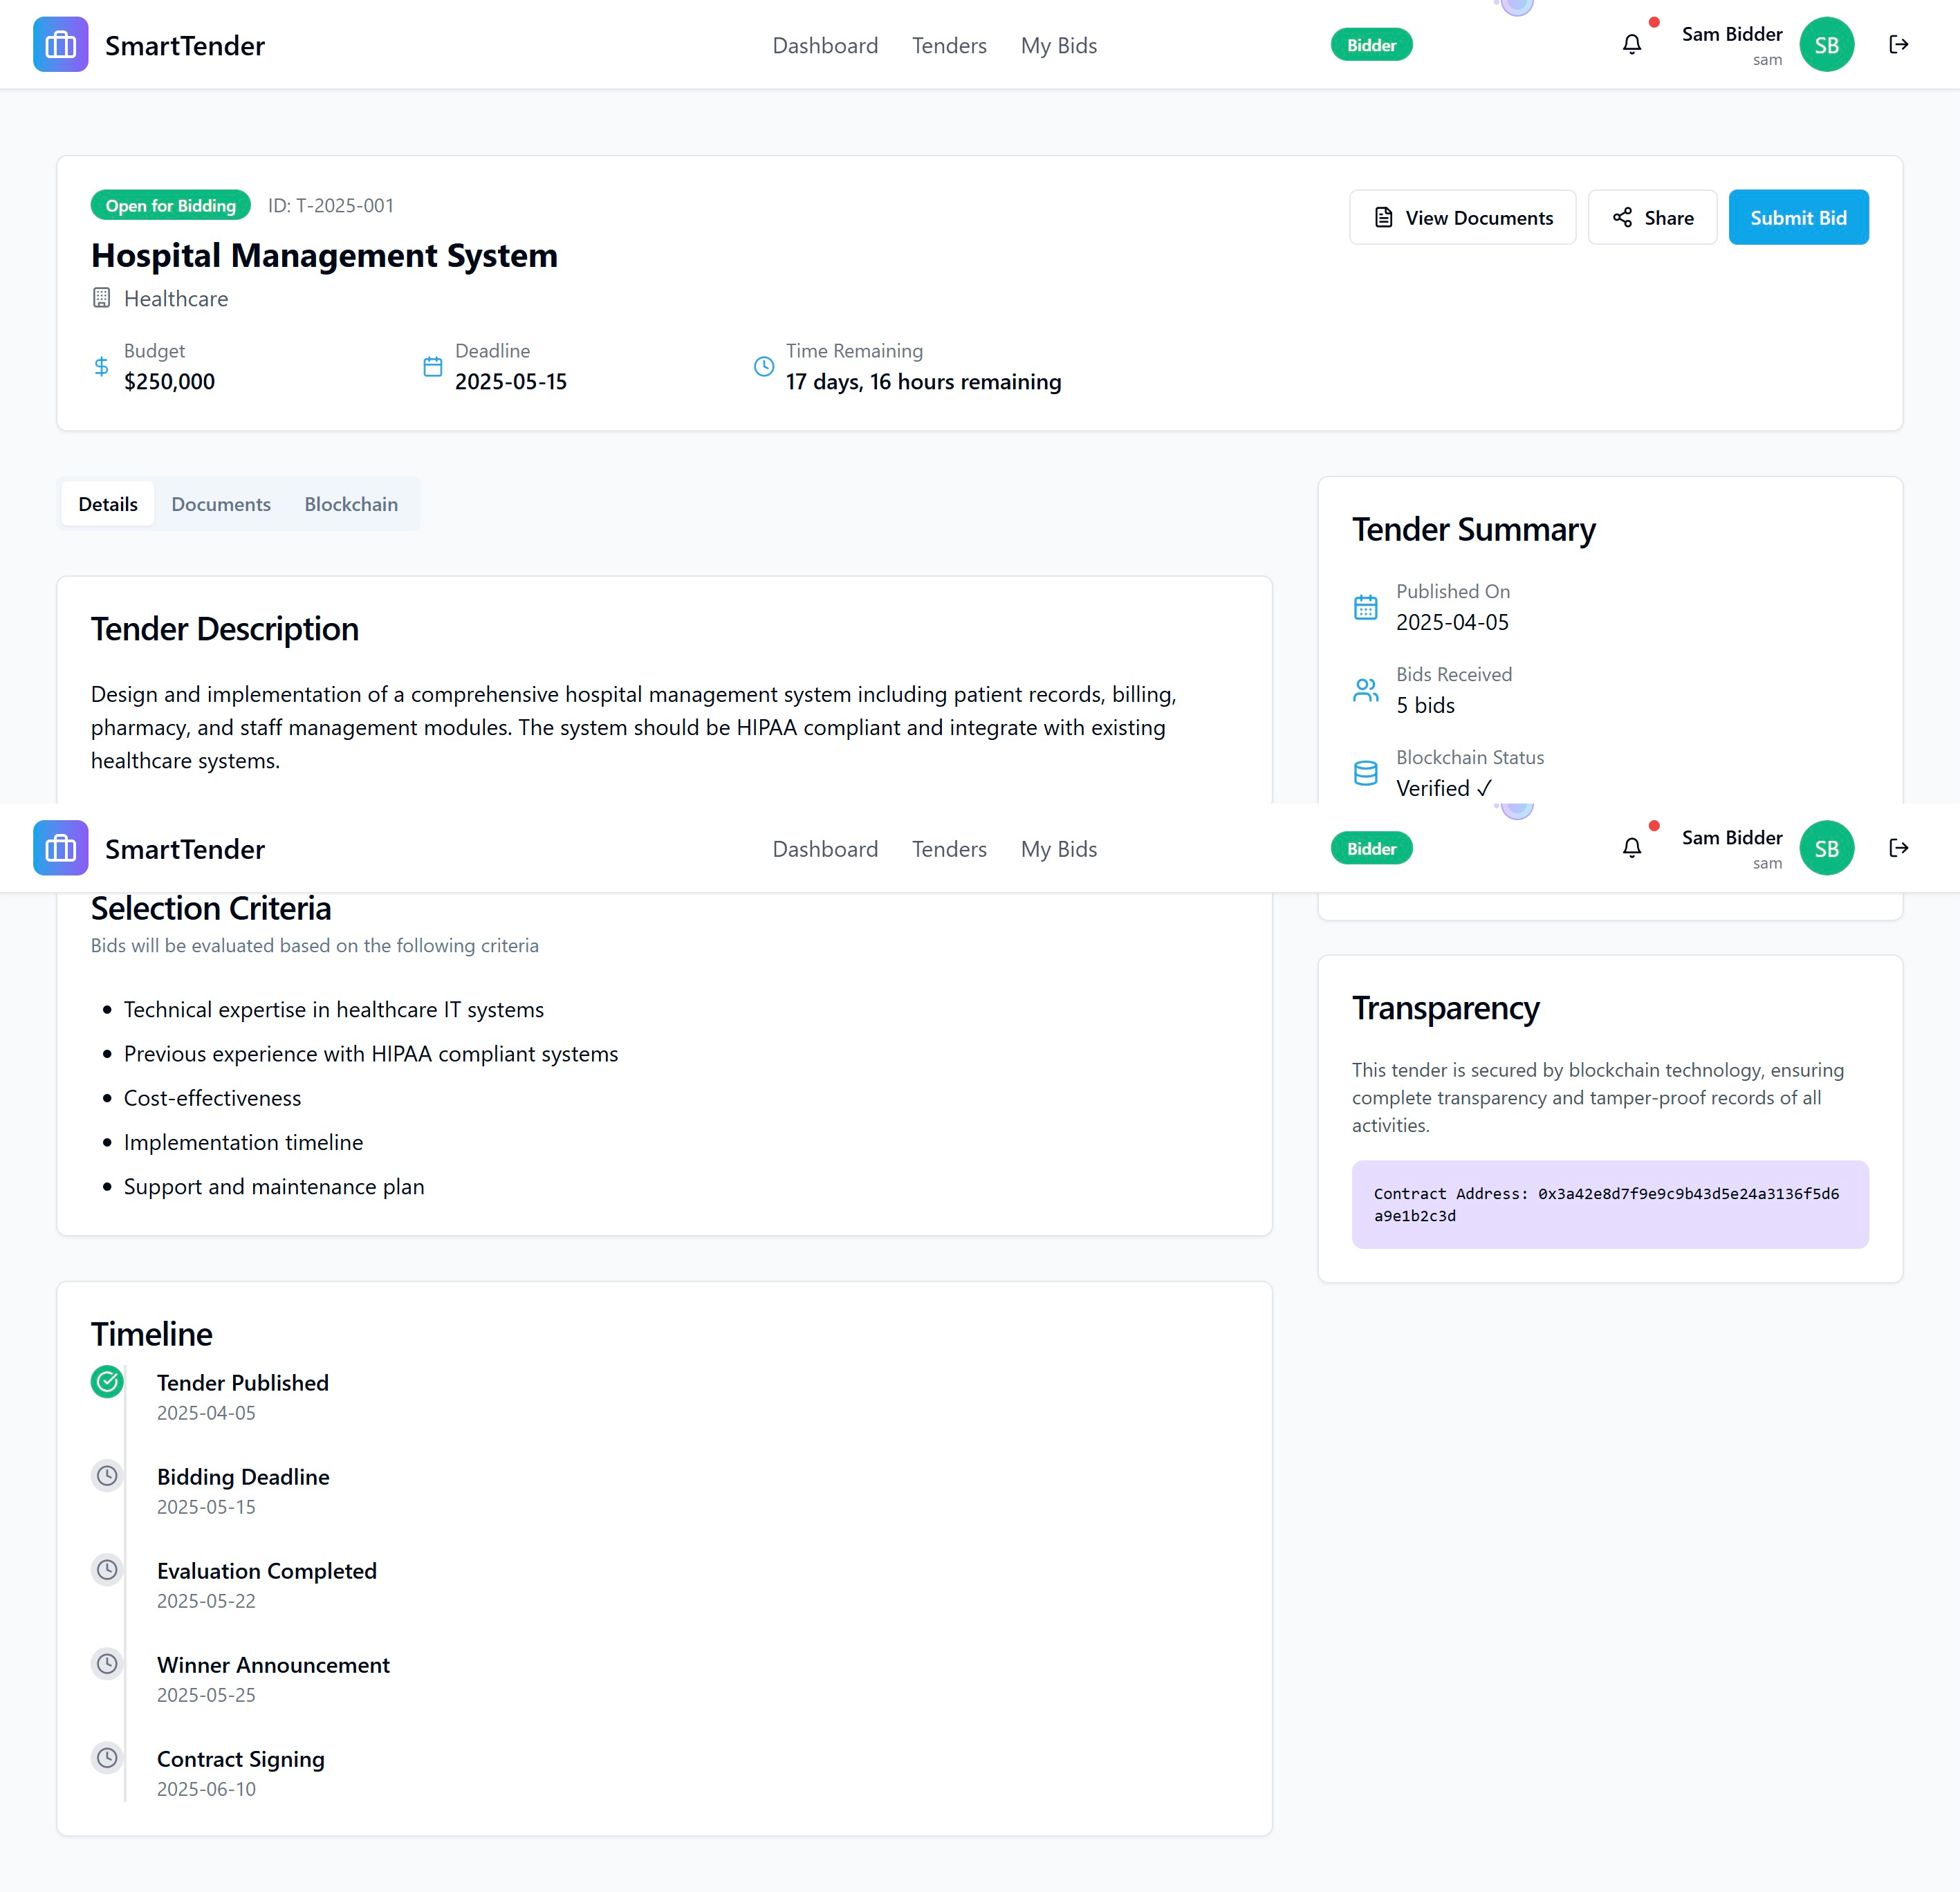 SmartTender
Dashboard Tenders My Bids
Bidder
Sam Bidder
sam
SB
Open for Bidding ID: T-2025-001
Hospital Management System
Healthcare
View Documents Share Submit Bid
Budget
$250,000
Deadline
2025-05-15
Time Remaining
17 days, 16 hours remaining
Details Documents Blockchain
Tender Description
Design and implementation of a comprehensive hospital management system including patient records, billing,
pharmacy, and staff management modules. The system should be HIPAA compliant and integrate with existing
healthcare systems.
Tender Summary
Published On
2025-04-05
Bids Received
5 bids
Blockchain Status
Verified ✓
SmartTender
Dashboard Tenders My Bids
Bidder
Sam Bidder
sam
SB
Selection Criteria
Bids will be evaluated based on the following criteria
Technical expertise in healthcare IT systems
Previous experience with HIPAA compliant systems
Cost-effectiveness
Implementation timeline
Support and maintenance plan
Transparency
This tender is secured by blockchain technology, ensuring
complete transparency and tamper-proof records of all
activities.
Contract Address: 0x3a42e8d7f9e9c9b43d5e24a3136f5d6
a9e1b2c3d
Timeline
Tender Published
2025-04-05
Bidding Deadline
2025-05-15
Evaluation Completed
2025-05-22
Winner Announcement
2025-05-25
Contract Signing
2025-06-10